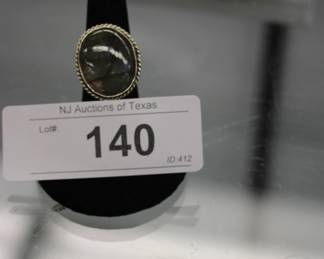 NJ Auctions of Texas
Lot#: 140
ID:412